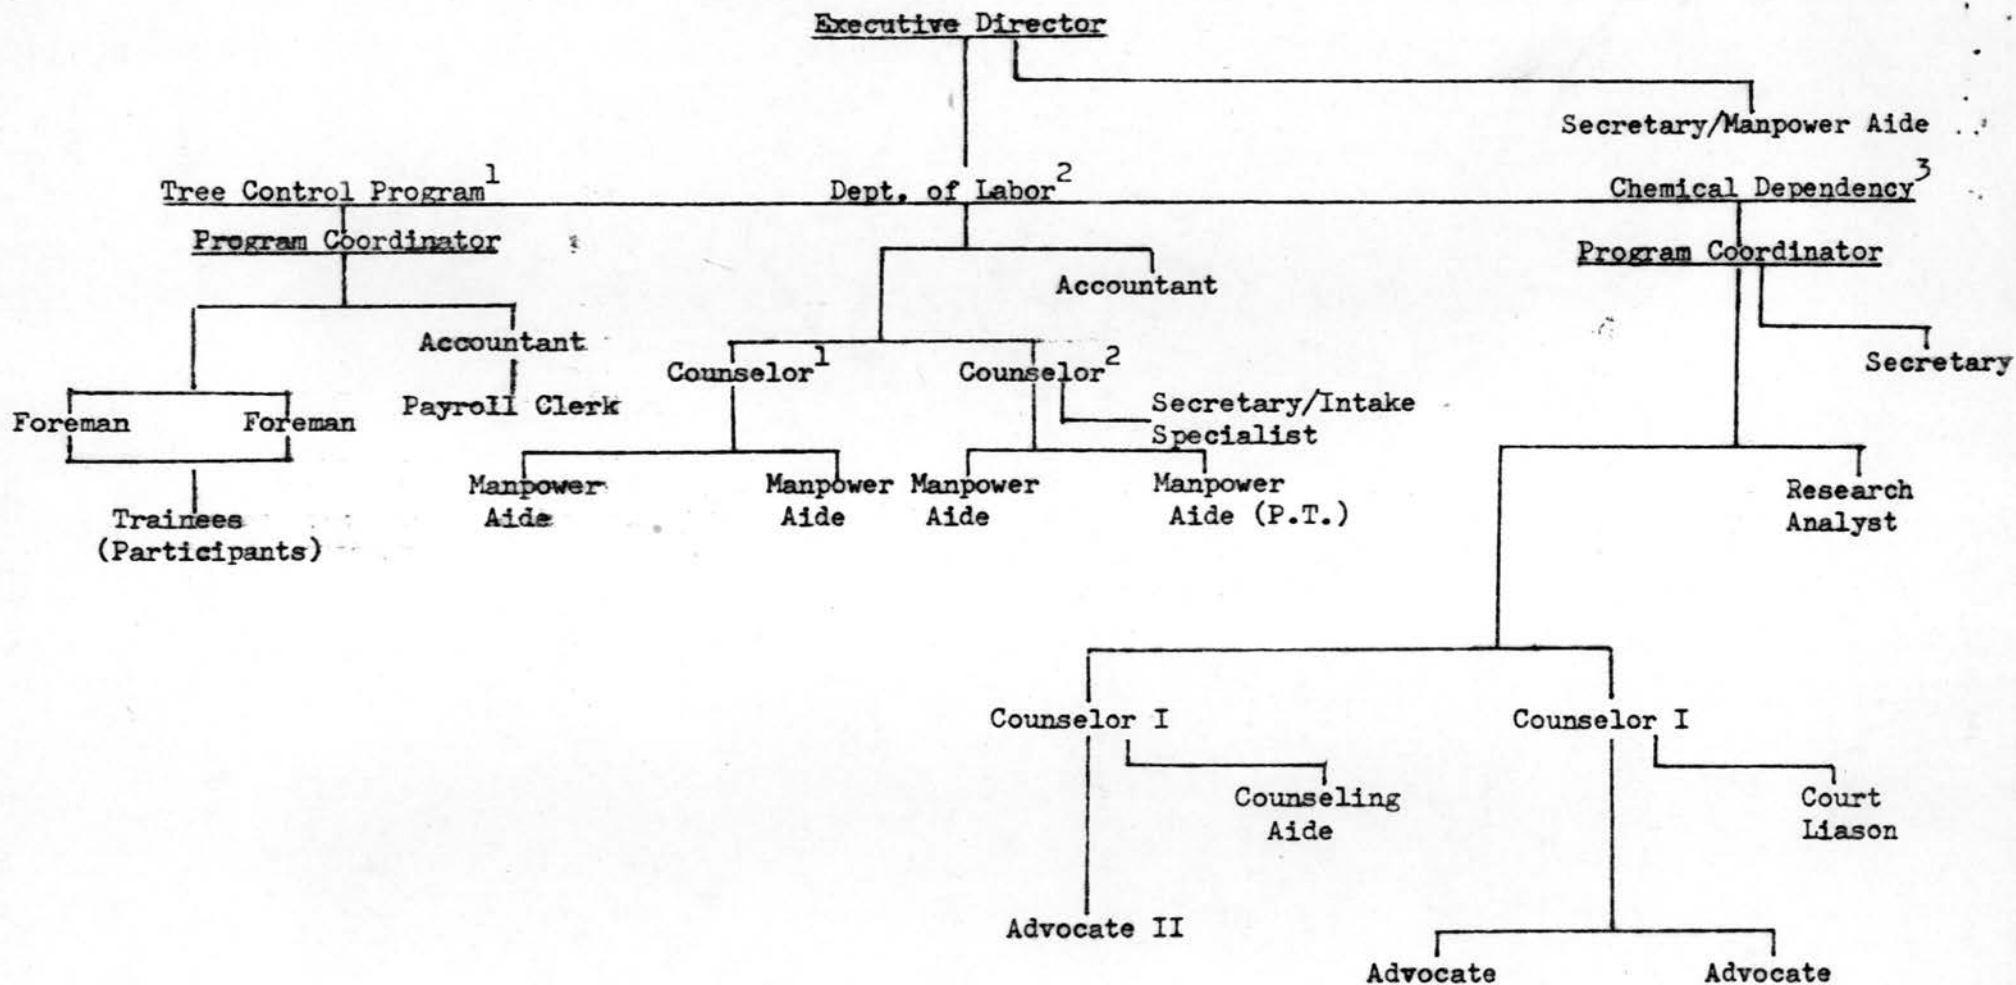 Executive Director
Secretary/Manpower Aide
Tree Control Program1
Dept. of Labor2
Chemical Dependency3
Program Coordinator
Program Coordinator
Accountant
Accountant
Secretary
Counselor1
Counselor2
Payroll Clerk
Secretary/Intake
Specialist
Foreman
Foreman
Manpower
Aide
Manpower
Aide
Manpower
Aide
Manpower
Aide (P.T.)
Research
Analyst
Trainees
(Participants)
Counselor I
Counselor I
Counseling
Aide
Court
Liason
Advocate II
Advocate
Advocate